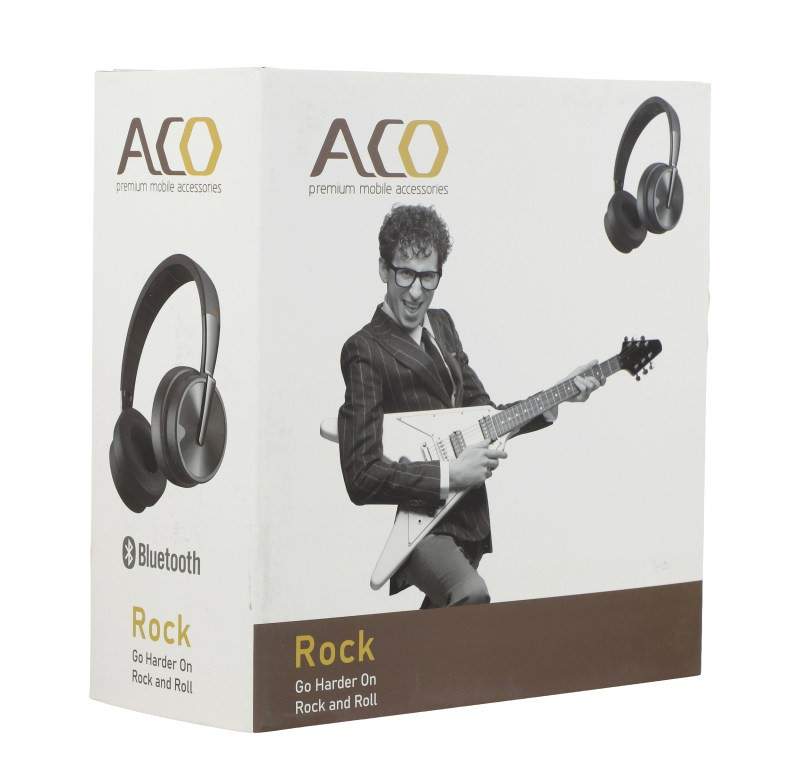 ACO
premium mobile accessories
Bluetooth
Rock
Go Harder On
Rock and Roll
ACO
premium mobile accessories
Rock
Go Harder On
Rock and Roll